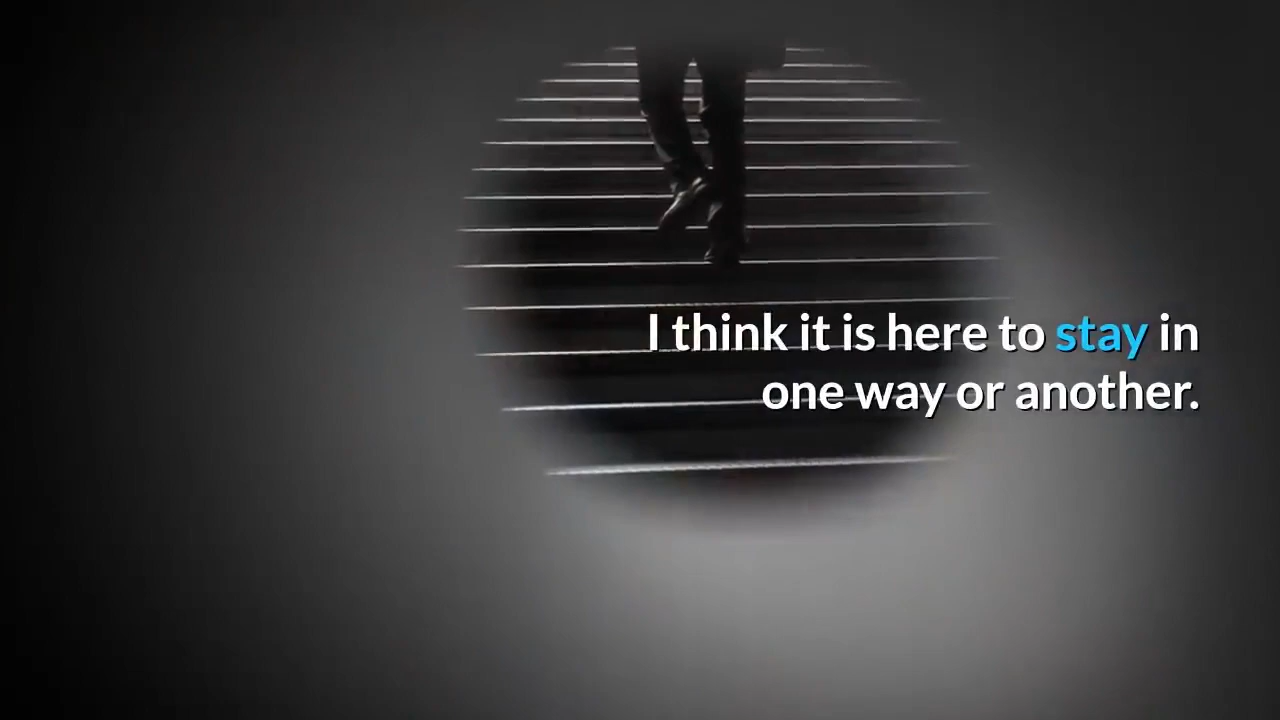 I think it is here to stay in
one way or another.